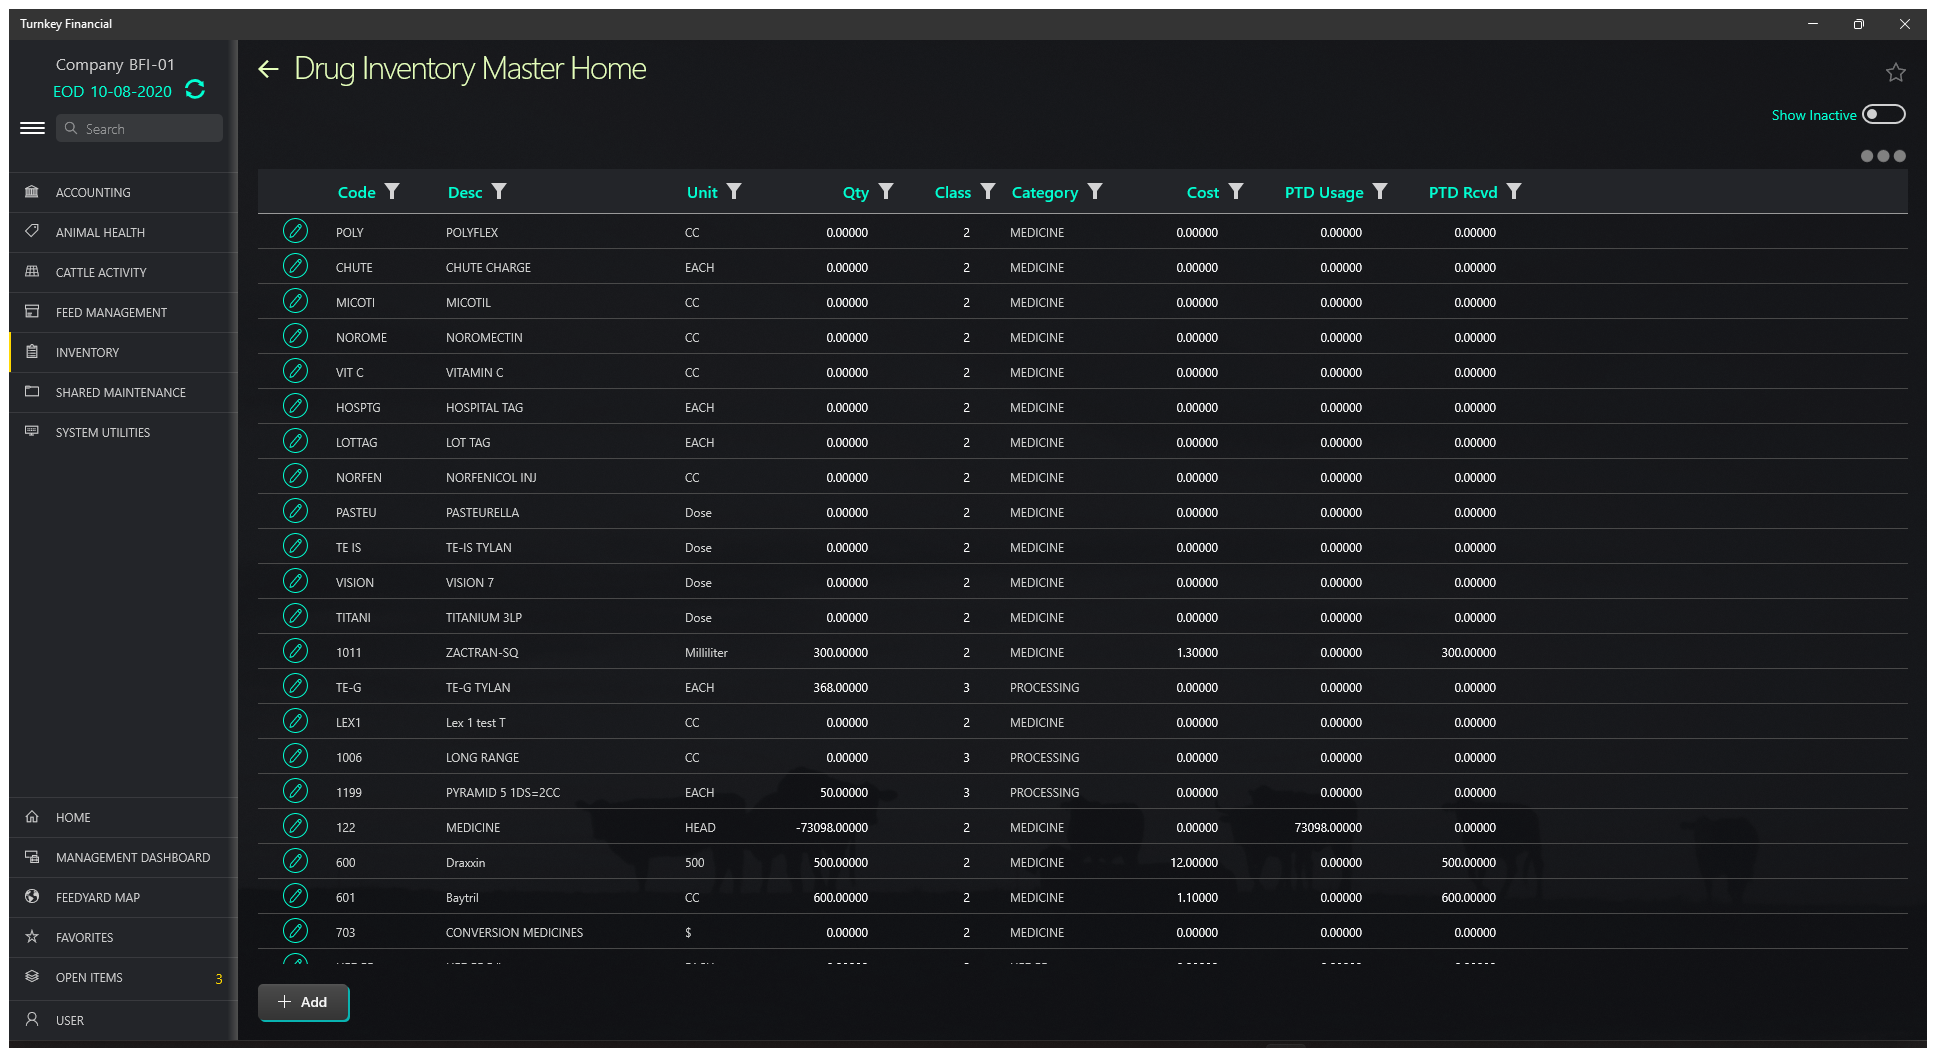 Turnkey Financial
Company BFI-01
EOD 10-08-2020
Search
ACCOUNTING
ANIMAL HEALTH
CATTLE ACTIVITY
FEED MANAGEMENT
INVENTORY
SHARED MAINTENANCE
SYSTEM UTILITIES
HOME
MANAGEMENT DASHBOARD
FEEDYARD MAP
FAVORITES
OPEN ITEMS 3
USER
Drug Inventory Master Home
Show Inactive
Code Desc Unit Qty Class Category Cost PTD Usage PTD Rcvd
POLY POLYFLEX CC 0.00000 2 MEDICINE 0.00000 0.00000 0.00000
CHUTE CHUTE CHARGE EACH 0.00000 2 MEDICINE 0.00000 0.00000 0.00000
MICOTI MICOTIL CC 0.00000 2 MEDICINE 0.00000 0.00000 0.00000
NOROME NOROMECTIN CC 0.00000 2 MEDICINE 0.00000 0.00000 0.00000
VIT C VITAMIN C CC 0.00000 2 MEDICINE 0.00000 0.00000 0.00000
HOSPTG HOSPITAL TAG EACH 0.00000 2 MEDICINE 0.00000 0.00000 0.00000
LOTTAG LOT TAG EACH 0.00000 2 MEDICINE 0.00000 0.00000 0.00000
NORFEN NORFENICOL INJ CC 0.00000 2 MEDICINE 0.00000 0.00000 0.00000
PASTEU PASTEURELLA Dose 0.00000 2 MEDICINE 0.00000 0.00000 0.00000
TE IS TE-IS TYLAN Dose 0.00000 2 MEDICINE 0.00000 0.00000 0.00000
VISION VISION 7 Dose 0.00000 2 MEDICINE 0.00000 0.00000 0.00000
TITANI TITANIUM 3LP Dose 0.00000 2 MEDICINE 0.00000 0.00000 0.00000
1011 ZACTRAN-SQ Milliliter 300.00000 2 MEDICINE 1.30000 0.00000 300.00000
TE-G TE-G TYLAN EACH 368.00000 3 PROCESSING 0.00000 0.00000 0.00000
LEX1 Lex 1 test T CC 0.00000 2 MEDICINE 0.00000 0.00000 0.00000
1006 LONG RANGE CC 0.00000 3 PROCESSING 0.00000 0.00000 0.00000
1199 PYRAMID 5 1DS=2CC EACH 50.00000 3 PROCESSING 0.00000 0.00000 0.00000
122 MEDICINE HEAD -73098.00000 2 MEDICINE 0.00000 73098.00000 0.00000
600 Draxxin 500 500.00000 2 MEDICINE 12.00000 0.00000 500.00000
601 Baytril CC 600.00000 2 MEDICINE 1.10000 0.00000 600.00000
703 CONVERSION MEDICINES $ 0.00000 2 MEDICINE 0.00000 0.00000 0.00000
Add